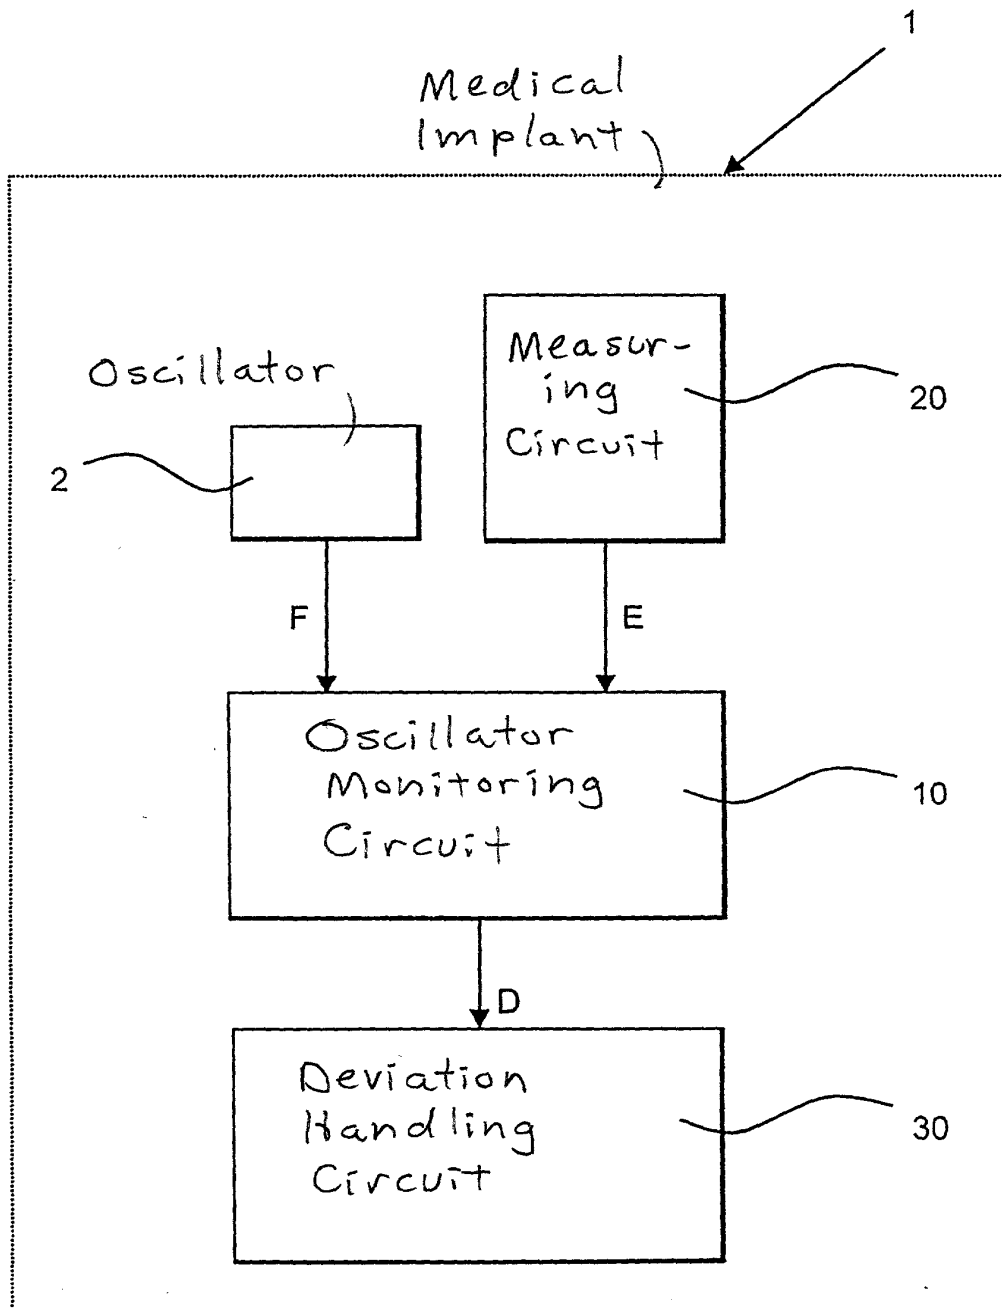 1
Medical
Implant
Oscillator
2
Measur-
ing
Circuit
20
F
E
Oscillator
Monitoring
Circuit
10
D
Deviation
Handling
Circuit
30